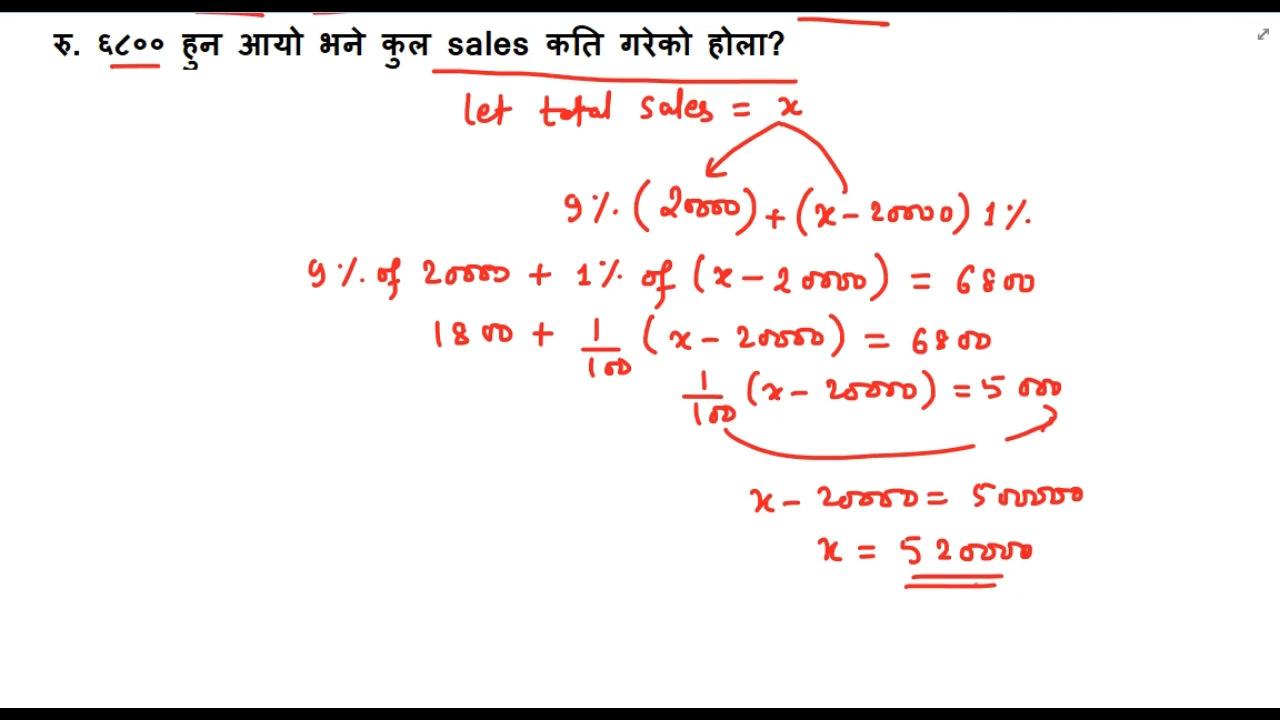 रु. ६८०० हुन आयो भने कुल sales कति गरेको होला?
let total sales = x
9%(20000)+(x-20000)1%
9% of 20000 + 1% of (x-20000) = 6800
1800 + 1/100 (x-20000) = 6800
1/100 (x-20000) = 5000
x-20000 = 500000
x = 520000